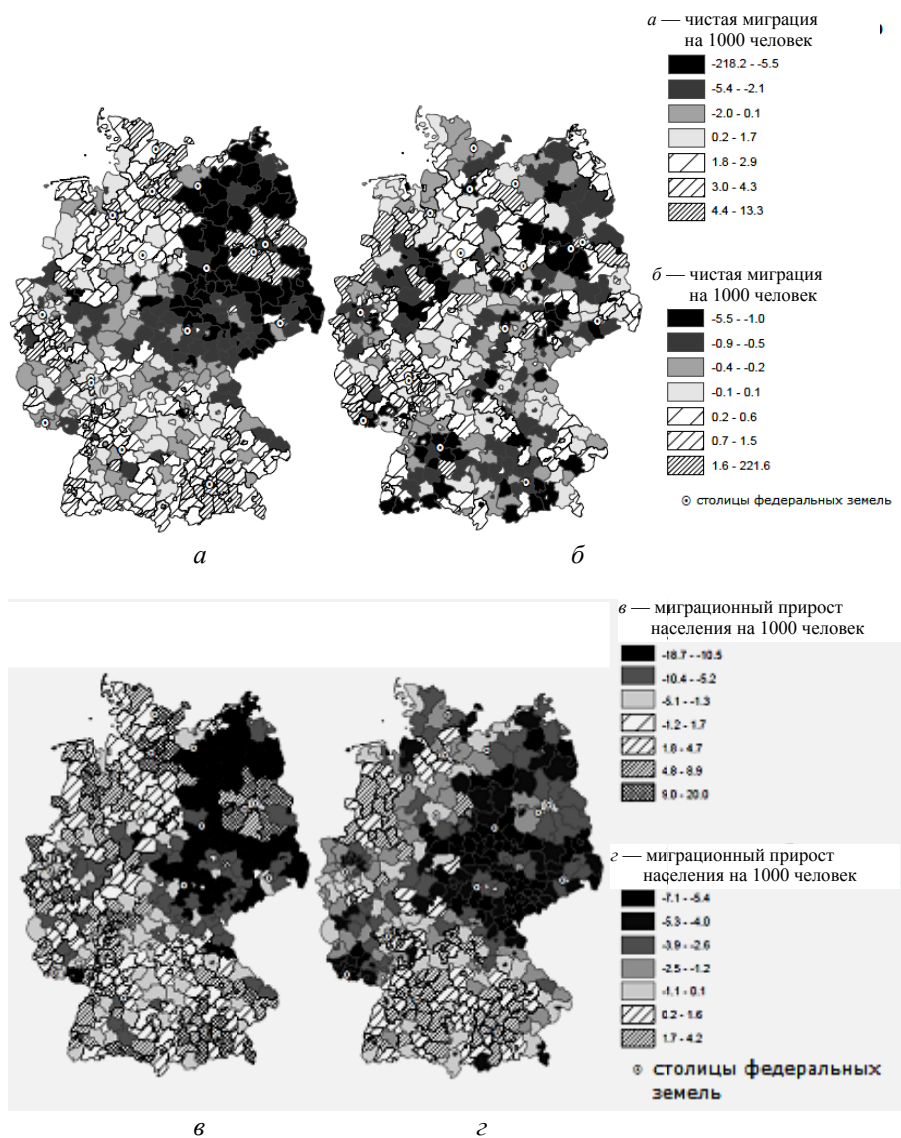 а — чистая миграция
на 1000 человек
-218.2 - -5.5
-5.4 - -2.1
-2.0 - 0.1
0.2 - 1.7
1.8 - 2.9
3.0 - 4.3
4.4 - 13.3
б — чистая миграция
на 1000 человек
-5.5 - -1.0
-0.9 - -0.5
-0.4 - -0.2
-0.1 - 0.1
0.2 - 0.6
0.7 - 1.5
1.6 - 221.6
столицы федеральных земель
а
б
в — миграционный прирост
населения на 1000 человек
-18.7 - -10.5
-10.4 - -5.2
-5.1 - -1.3
-1.2 - 1.7
1.8 - 4.7
4.8 - 8.9
9.0 - 20.0
г — миграционный прирост
населения на 1000 человек
-7.1 - -5.4
-5.3 - -4.0
-3.9 - -2.6
-2.5 - -1.2
-1.1 - 0.1
0.2 - 1.6
1.7 - 4.2
столицы федеральных
земель
в
г